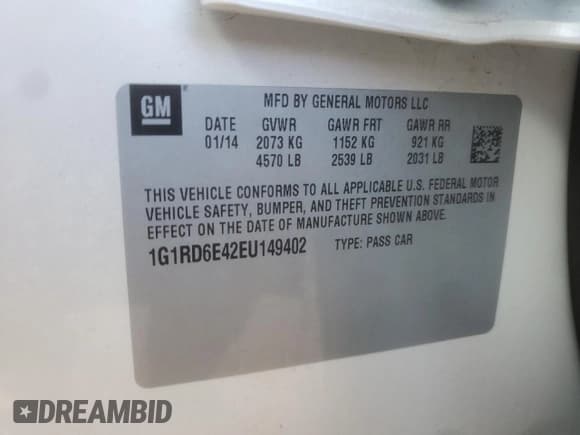 GM
MFD BY GENERAL MOTORS LLC
DATE GVWR GAWR FRT GAWR RR
01/14 2073 KG 1152 KG 921 KG
4570 LB 2539 LB 2031 LB
THIS VEHICLE CONFORMS TO ALL APPLICABLE U.S. FEDERAL MOTOR
VEHICLE SAFETY, BUMPER, AND THEFT PREVENTION STANDARDS IN
EFFECT ON THE DATE OF MANUFACTURE SHOWN ABOVE.
1G1RD6E42EU149402 TYPE: PASS CAR
DREAMBID